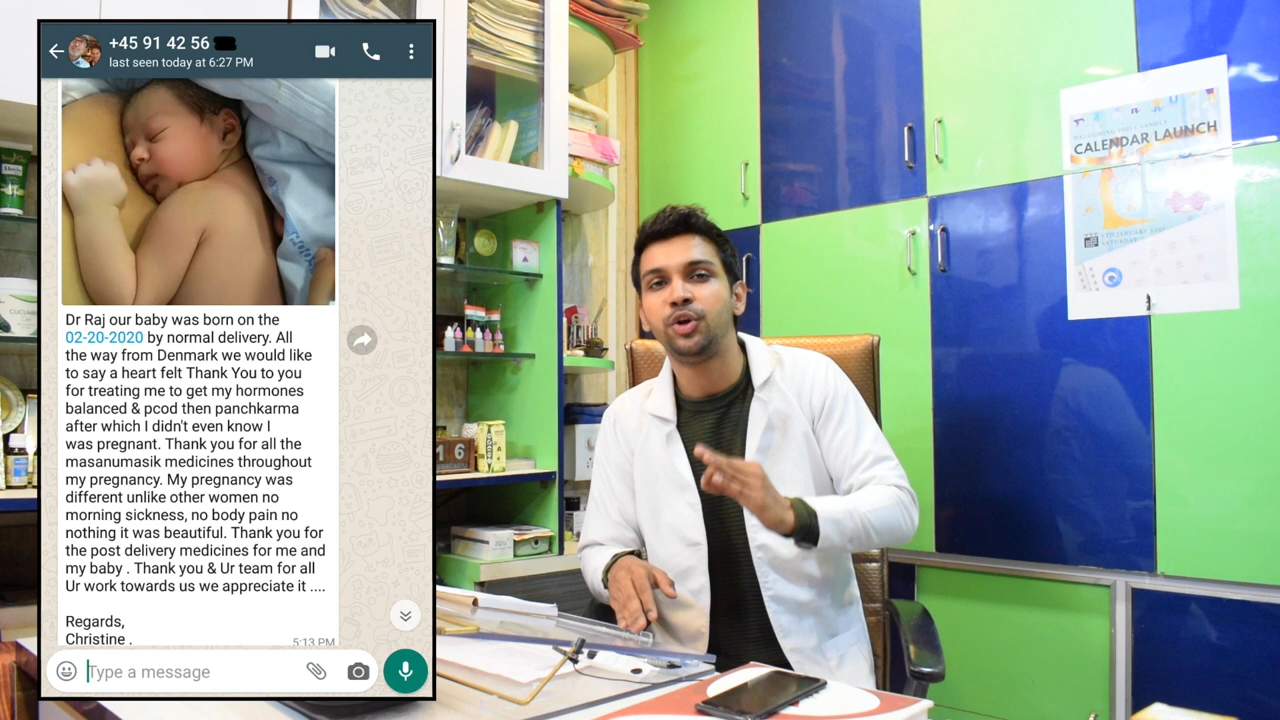 +45 91 42 56
last seen today at 6:27 PM
Dr Raj our baby was born on the
02-20-2020 by normal delivery. All
the way from Denmark we would like
to say a heart felt Thank You to you
for treating me to get my hormones
balanced & pcod then panchkarma
after which I didn't even know I
was pregnant. Thank you for all the
masanumasik medicines throughout
my pregnancy. My pregnancy was
different unlike other women no
morning sickness, no body pain no
nothing it was beautiful. Thank you for
the post delivery medicines for me and
my baby . Thank you & Ur team for all
Ur work towards us we appreciate it ....
Regards,
Christine .
5:13 PM
Type a message
CALENDAR LAUNCH
1 6